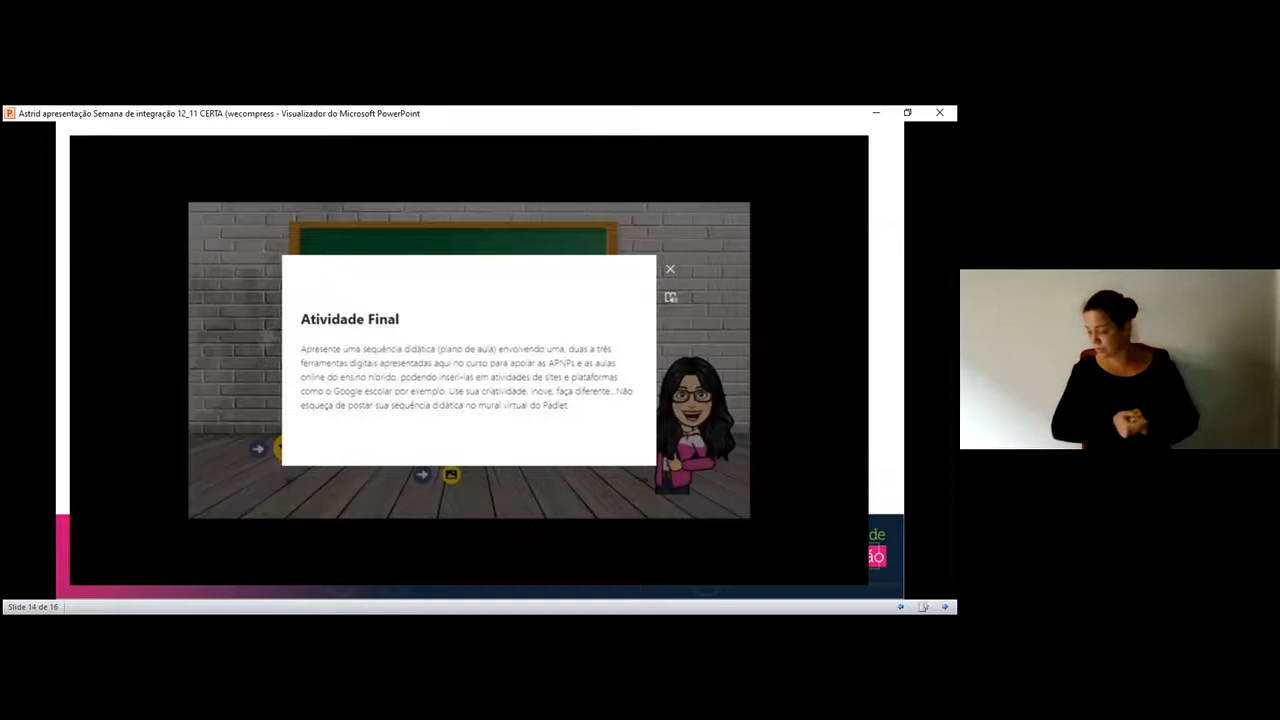 Astrid apresentação Semana de integração 12_11 CERTA (wecompress - Visualizador do Microsoft PowerPoint
Atividade Final
Apresente uma sequência didática (plano de aula) envolvendo uma, duas a três
ferramentas digitais apresentadas aqui no curso para apoiar as APNPs e as aulas
online do ensino híbrido, podendo inseri-las em atividades de sites e plataformas
como o Google escolar por exemplo. Use sua criatividade, inove, faça diferente...Não
esqueça de postar sua sequência didática no mural virtual do Padlet.
de
ão
Slide 14 de 16